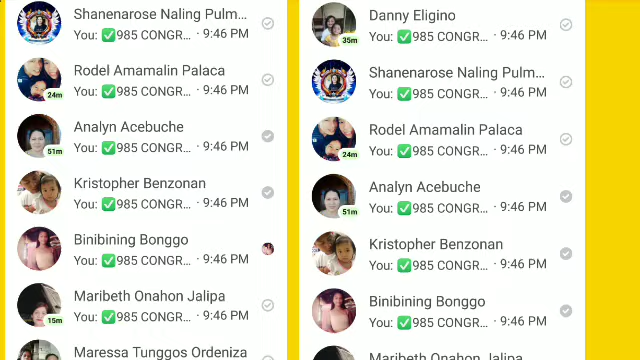 Shanenarose Naling Pulm...
You: ✅985 CONGR... · 9:46 PM
Rodel Amamalin Palaca
24m
You: ✅985 CONGR... · 9:46 PM
Analyn Acebuche
51m
You: ✅985 CONGR... · 9:46 PM
Kristopher Benzonan
You: ✅985 CONGR... · 9:46 PM
Binibining Bonggo
You: ✅985 CONGR... · 9:46 PM
Maribeth Onahon Jalipa
15m
You: ✅985 CONGR... · 9:46 PM
Maressa Tunggos Ordeniza
Danny Eligino
35m
You: ✅985 CONGR... · 9:46 PM
Shanenarose Naling Pulm...
You: ✅985 CONGR... · 9:46 PM
Rodel Amamalin Palaca
24m
You: ✅985 CONGR... · 9:46 PM
Analyn Acebuche
51m
You: ✅985 CONGR... · 9:46 PM
Kristopher Benzonan
You: ✅985 CONGR... · 9:46 PM
Binibining Bonggo
You: ✅985 CONGR... · 9:46 PM
Maribeth Onahon Jalipa